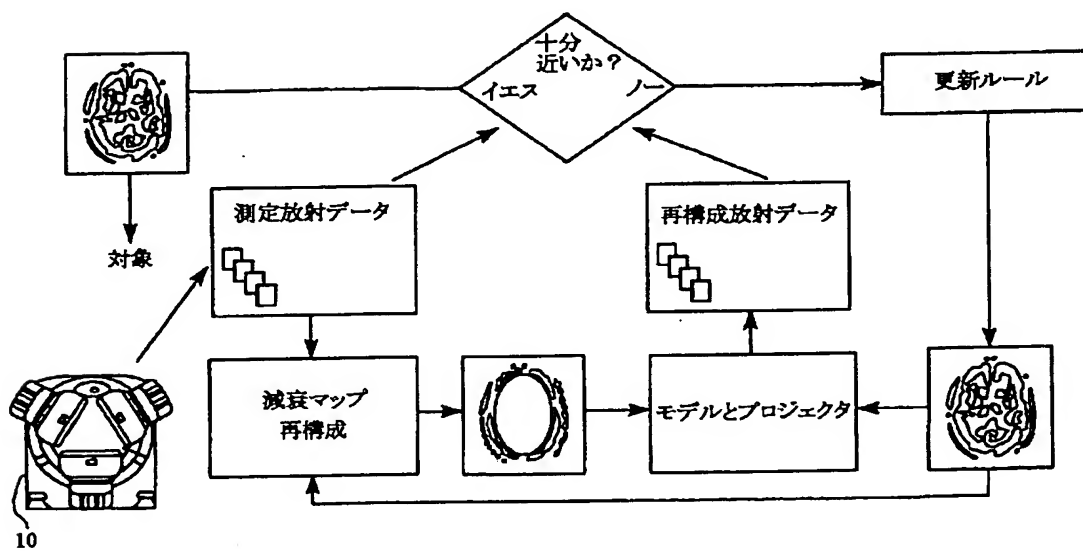 十分
近いか?
イエス
ノー
更新ルール
測定放射データ
再構成放射データ
対象
減衰マップ
再構成
モデルとプロジェクタ
10